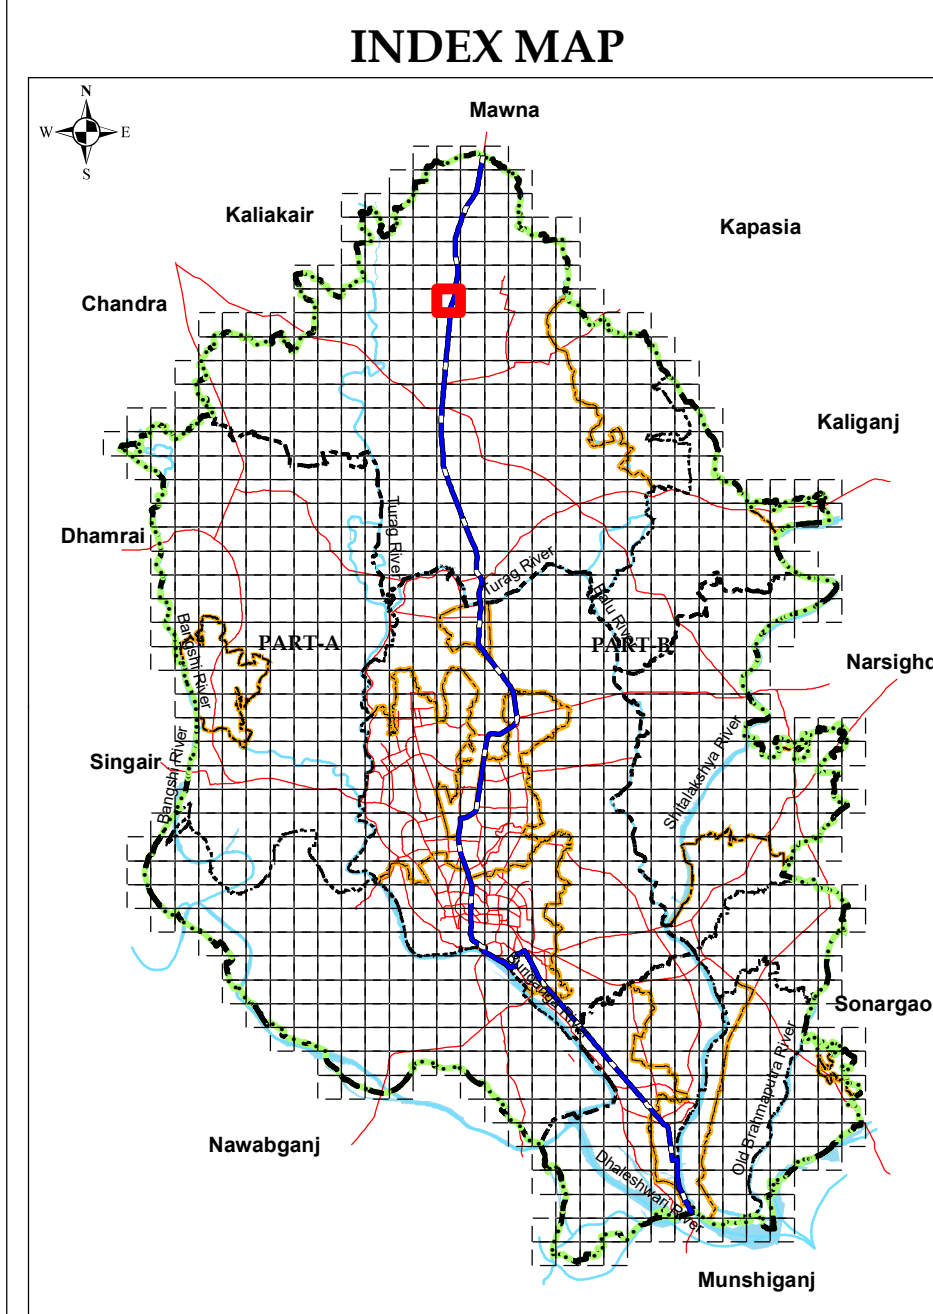 INDEX MAP
N
W E
S
Mawna
Kaliakair
Kapasia
Chandra
Kaliganj
Dhamrai
Turag River
Turag River
Balu River
PART-A
PART-B
Bangshi River
Narsighd
Singair
Bangshi River
Shitalakshya River
Buriganga River
Sonargao
Old Brahmaputra River
Nawabganj
Dhaleshwari River
Munshiganj